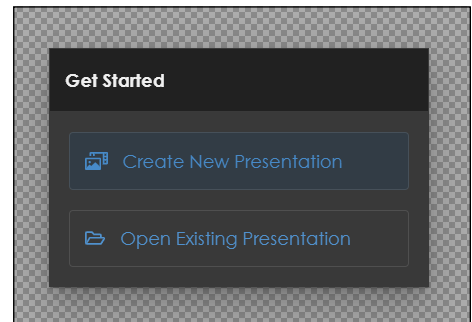 Get Started
Create New Presentation
Open Existing Presentation